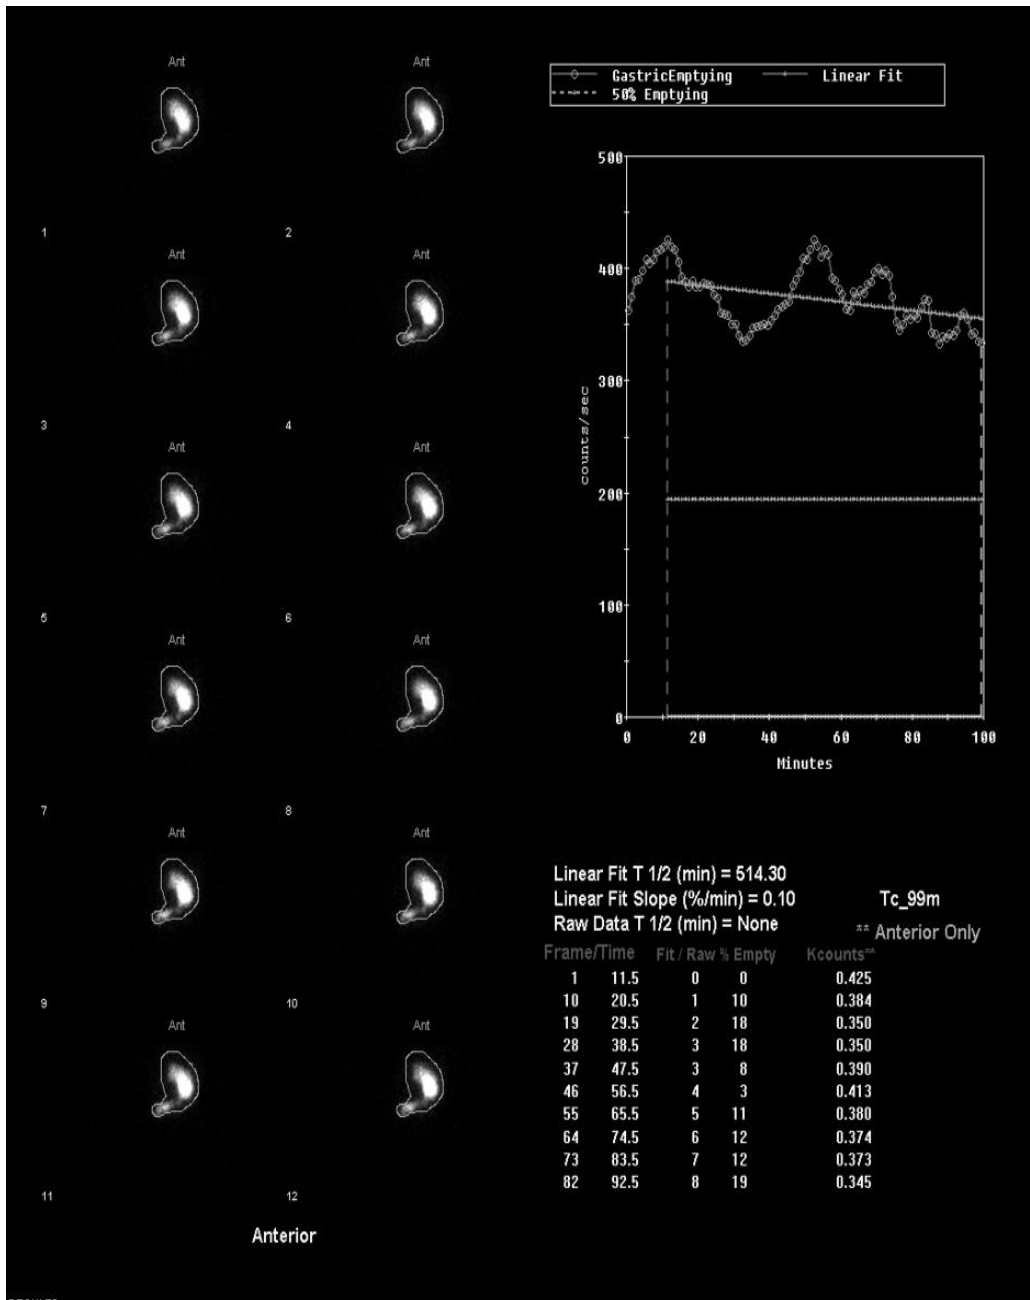 Ant Ant
1 2
Ant Ant
3 4
Ant Ant
5 6
Ant Ant
7 8
Ant Ant
9 10
Ant Ant
11 12
Anterior
GastricEmptying Linear Fit
50% Emptying
500
400
300
200
100
0
counts/sec
0 20 40 60 80 100
Minutes
Linear Fit T 1/2 (min) = 514.30
Linear Fit Slope (%/min) = 0.10 Tc_99m
Raw Data T 1/2 (min) = None ** Anterior Only
Frame/Time Fit / Raw % Empty Kcounts**
1 11.5 0 0 0.425
10 20.5 1 10 0.384
19 29.5 2 18 0.350
28 38.5 3 18 0.350
37 47.5 3 8 0.390
46 56.5 4 3 0.413
55 65.5 5 11 0.380
64 74.5 6 12 0.374
73 83.5 7 12 0.373
82 92.5 8 19 0.345